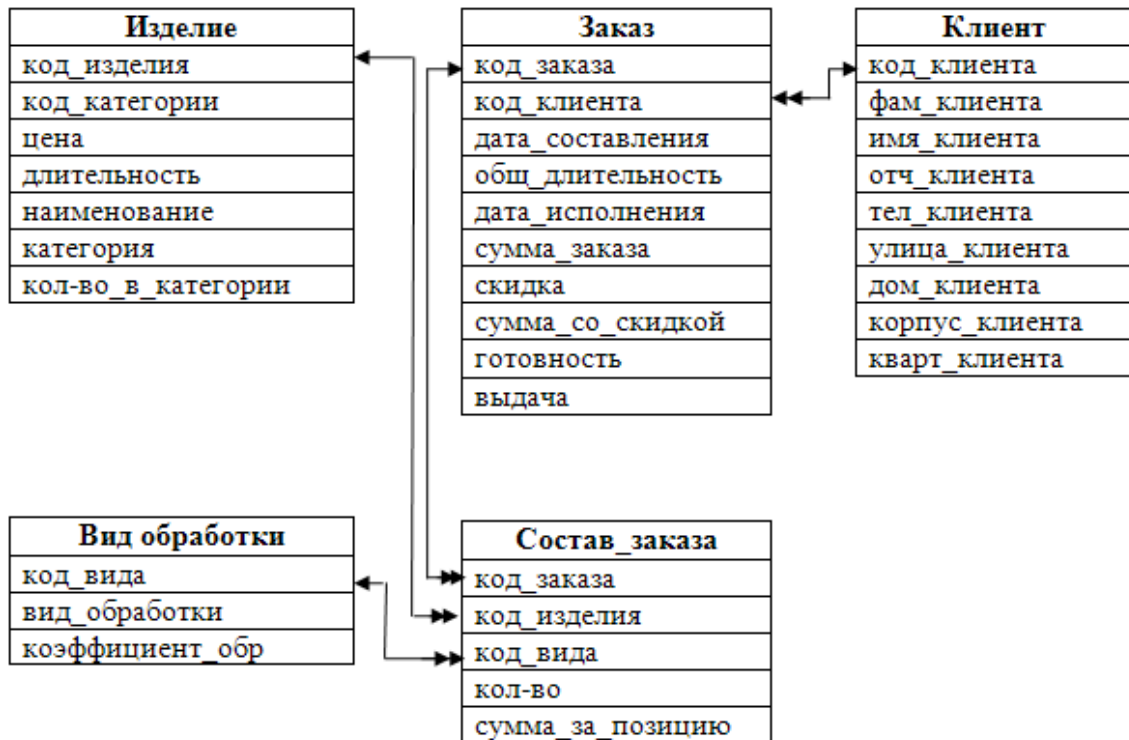 Изделие
код_изделия
код_категории
цена
длительность
наименование
категория
кол-во_в_категории
Заказ
код_заказа
код_клиента
дата_составления
общ_длительность
дата_исполнения
сумма_заказа
скидка
сумма_со_скидкой
готовность
выдача
Клиент
код_клиента
фам_клиента
имя_клиента
отч_клиента
тел_клиента
улица_клиента
дом_клиента
корпус_клиента
кварт_клиента
Вид обработки
код_вида
вид_обработки
коэффициент_обр
Состав_заказа
код_заказа
код_изделия
код_вида
кол-во
сумма_за_позицию